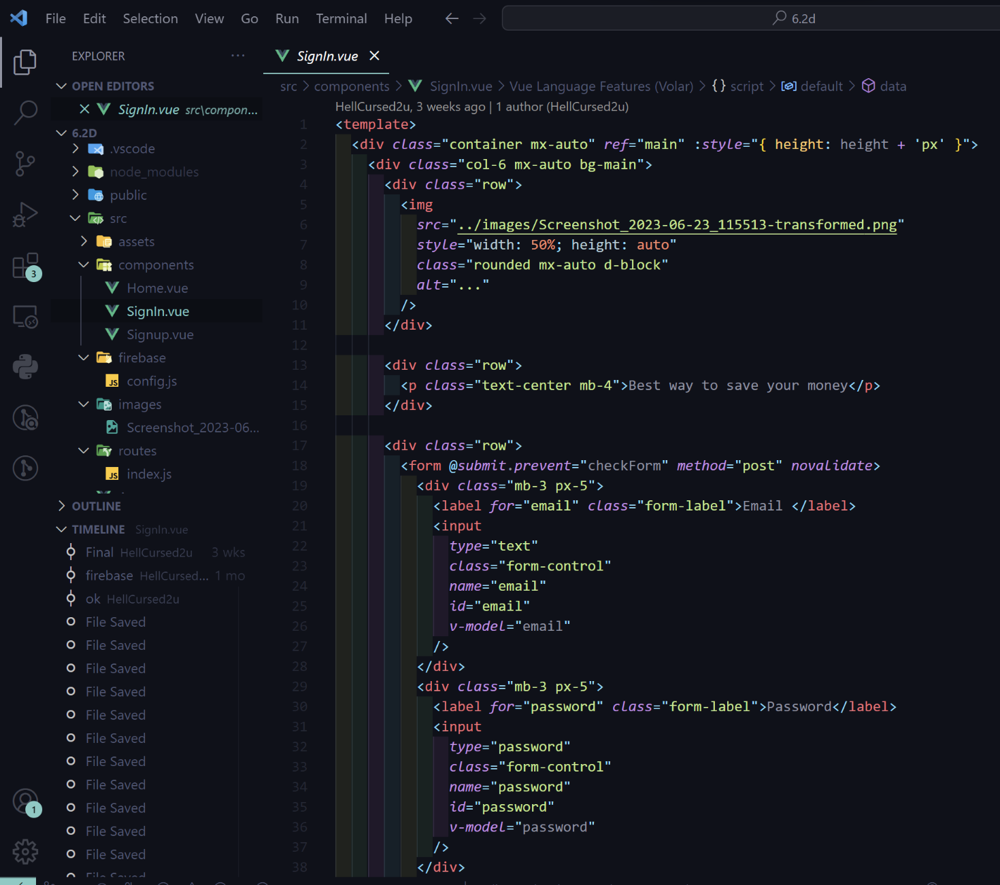 File Edit Selection View Go Run Terminal Help 6.2d
EXPLORER
SignIn.vue
OPEN EDITORS
SignIn.vue src\compon...
6.2D
.vscode
node_modules
public
src
assets
components
Home.vue
SignIn.vue
Signup.vue
firebase
JS config.js
images
Screenshot_2023-06...
routes
JS index.js
OUTLINE
TIMELINE SignIn.vue
Final HellCursed2u 3 wks
firebase HellCursed... 1 mo
ok HellCursed2u
File Saved
File Saved
File Saved
File Saved
File Saved
File Saved
File Saved
File Saved
File Saved
File Saved
File Saved
File Saved
3
1
src > components > SignIn.vue > Vue Language Features (Volar) > {} script > default > data
HellCursed2u, 3 weeks ago | 1 author (HellCursed2u)
1 <template>
2 <div class="container mx-auto" ref="main" :style="{ height: height + 'px' }">
3 <div class="col-6 mx-auto bg-main">
4 <div class="row">
5 <img
6 src="../images/Screenshot_2023-06-23_115513-transformed.png"
7 style="width: 50%; height: auto"
8 class="rounded mx-auto d-block"
9 alt="..."
10 />
11 </div>
12
13 <div class="row">
14 <p class="text-center mb-4">Best way to save your money</p>
15 </div>
16
17 <div class="row">
18 <form @submit.prevent="checkForm" method="post" novalidate>
19 <div class="mb-3 px-5">
20 <label for="email" class="form-label">Email </label>
21 <input
22 type="text"
23 class="form-control"
24 name="email"
25 id="email"
26 v-model="email"
27 />
28 </div>
29 <div class="mb-3 px-5">
30 <label for="password" class="form-label">Password</label>
31 <input
32 type="password"
33 class="form-control"
34 name="password"
35 id="password"
36 v-model="password"
37 />
38 </div>